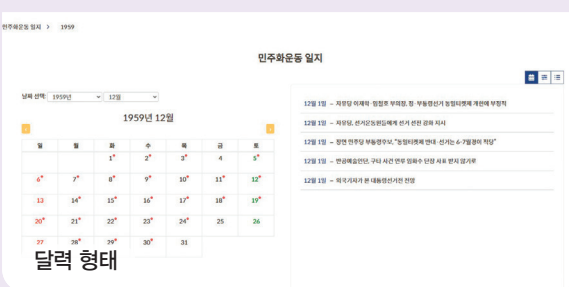 민주화운동 일지 > 1959
민주화운동 일지
날짜 선택: 1959년 12월
1959년 12월
일 월 화 수 목 금 토
1* 2* 3* 4 5*
6* 7* 8* 9* 10* 11* 12*
13 14* 15* 16* 17* 18* 19*
20* 21* 22* 23* 24* 25 26
27 28* 29* 30* 31
달력 형태
12월 1일 – 자유당 이재학·임철호 부의장, 정·부통령선거 동일티켓제 개헌에 부정적
12월 1일 – 자유당, 선거운동원들에게 선거 선전 강화 지시
12월 1일 – 장면 민주당 부통령후보, "동일티켓제 반대·선거는 6-7월경이 적당"
12월 1일 – 반공예술인단, 구타 사건 연루 임화수 단장 사표 받지 않기로
12월 1일 – 외국기자가 본 대통령선거전 전망